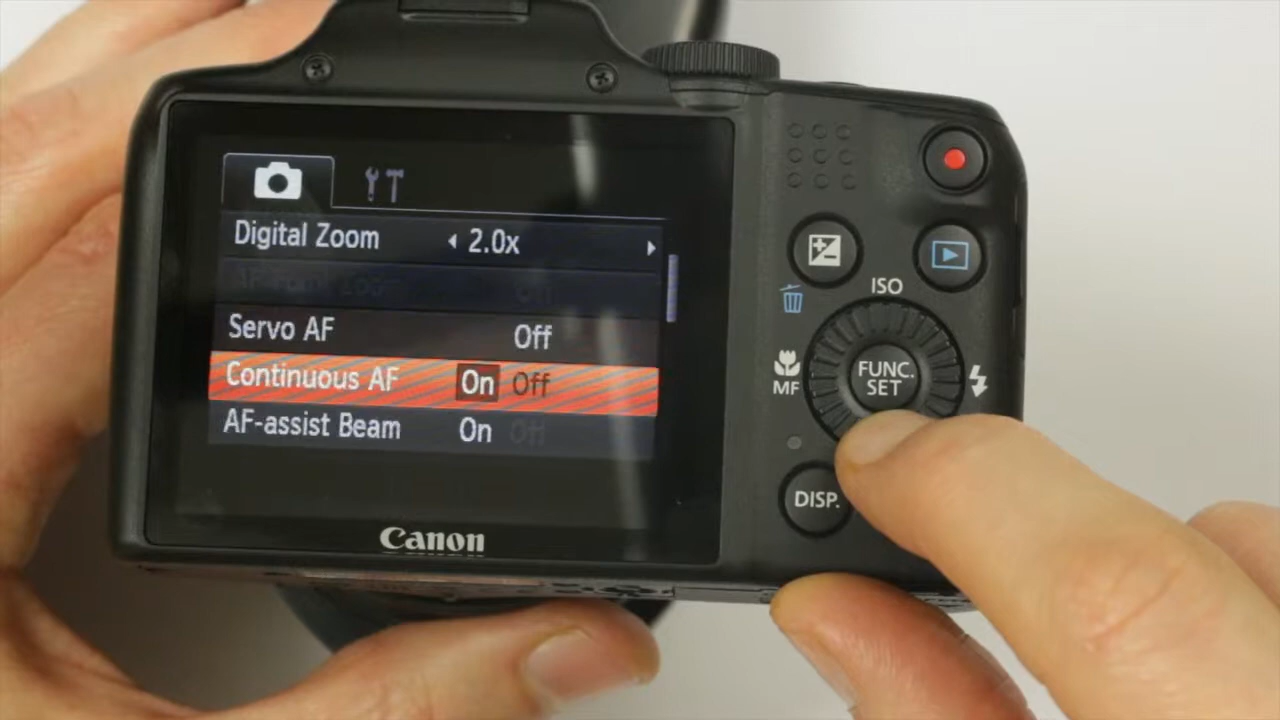 Digital Zoom 2.0x
Servo AF Off
Continuous AF On Off
AF-assist Beam On Off
Canon
ISO
MF
FUNC.
SET
DISP.